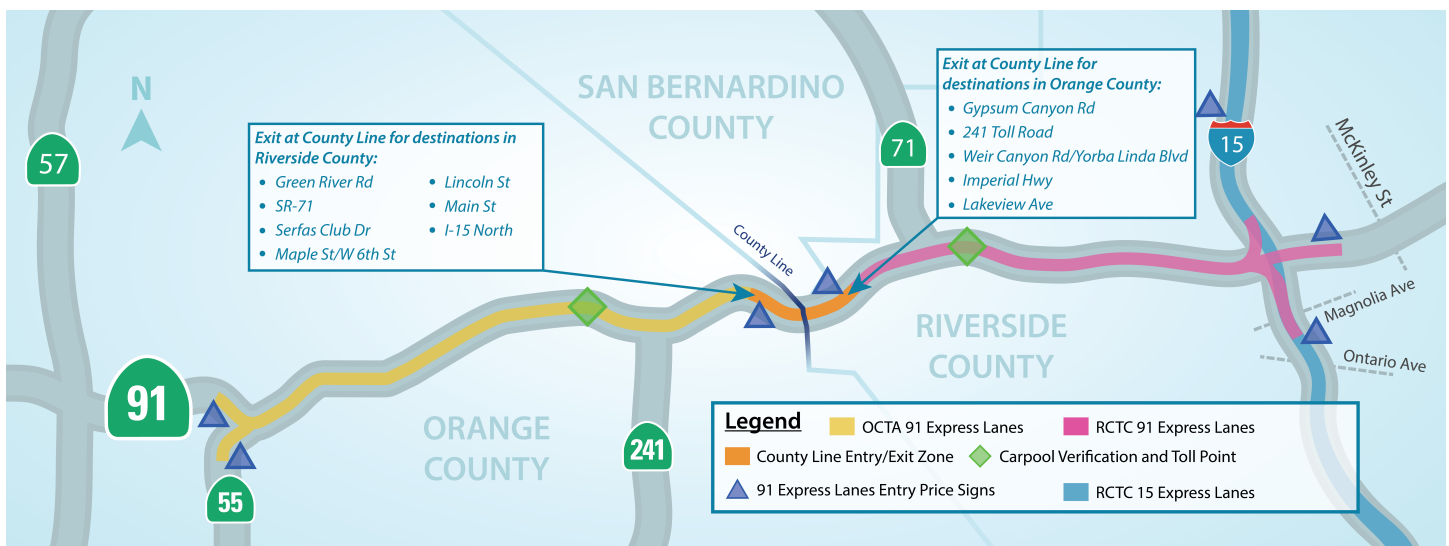 N
57
SAN BERNARDINO
COUNTY
Exit at County Line for destinations in
Riverside County:
• Green River Rd
• SR-71
• Serfas Club Dr
• Maple St/W 6th St
• Lincoln St
• Main St
• I-15 North
71
Exit at County Line for
destinations in Orange County:
• Gypsum Canyon Rd
• 241 Toll Road
• Weir Canyon Rd/Yorba Linda Blvd
• Imperial Hwy
• Lakeview Ave
15
McKinley St
County Line
Magnolia Ave
Ontario Ave
RIVERSIDE
COUNTY
91
ORANGE
COUNTY
241
55
Legend
OCTA 91 Express Lanes
RCTC 91 Express Lanes
County Line Entry/Exit Zone
Carpool Verification and Toll Point
91 Express Lanes Entry Price Signs
RCTC 15 Express Lanes